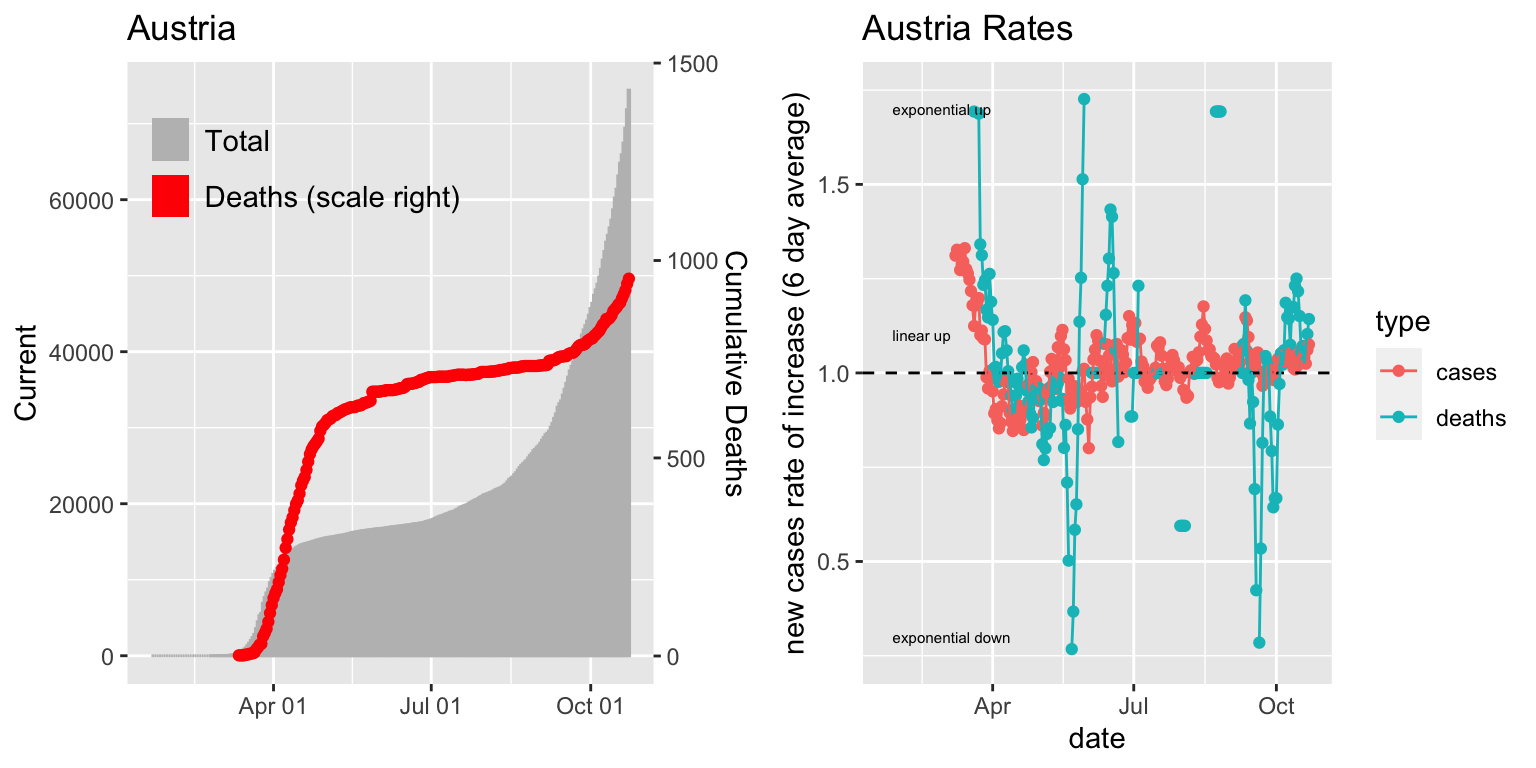 Austria
Total
Deaths (scale right)
Current
60000
40000
20000
0
1500
1000
500
0
Cumulative Deaths
Apr 01
Jul 01
Oct 01
Austria Rates
new cases rate of increase (6 day average)
1.5
1.0
0.5
exponential up
linear up
exponential down
Apr
Jul
Oct
date
type
cases
deaths